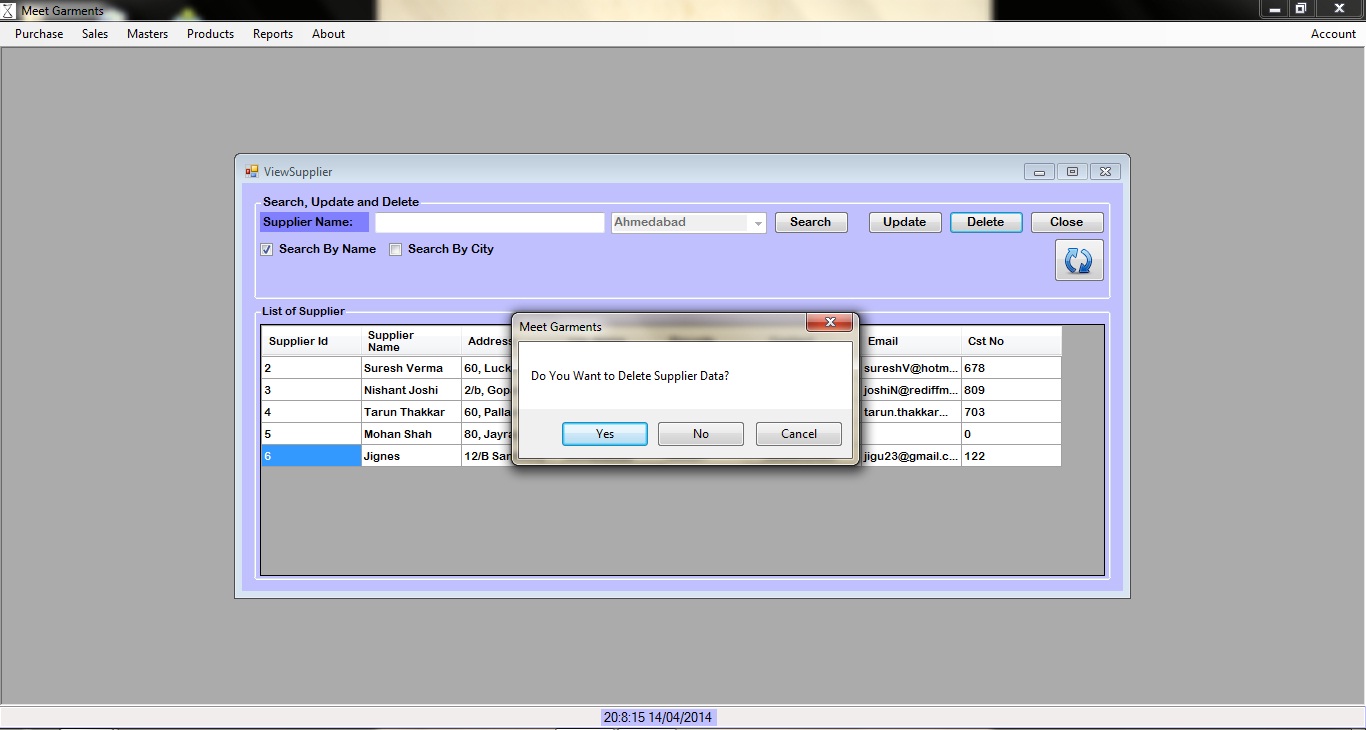 Meet Garments
Purchase Sales Masters Products Reports About Account
ViewSupplier
Search, Update and Delete
Supplier Name: Ahmedabad Search Update Delete Close
Search By Name Search By City
List of Supplier
Supplier Id Supplier Name Address Email Cst No
2 Suresh Verma 60, Luck sureshV@hotm... 678
3 Nishant Joshi 2/b, Gop joshiN@rediffm... 809
4 Tarun Thakkar 60, Palla tarun.thakkar... 703
5 Mohan Shah 80, Jayra 0
6 Jignes 12/B Sar jigu23@gmail.c... 122
Meet Garments
Do You Want to Delete Supplier Data?
Yes No Cancel
20:8:15 14/04/2014